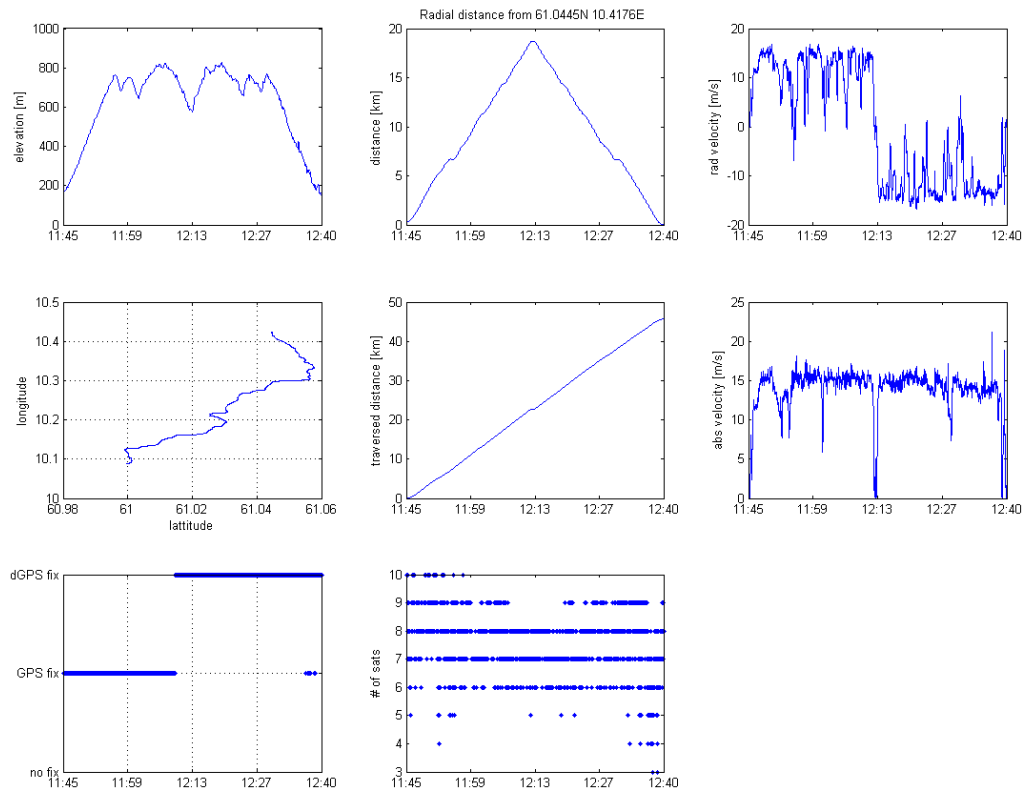 Radial distance from 61.0445N 10.4176E
elevation [m]
1000
800
600
400
200
0
11:45 11:59 12:13 12:27 12:40
distance [km]
20
15
10
5
0
11:45 11:59 12:13 12:27 12:40
rad velocity [m/s]
20
10
0
-10
-20
11:45 11:59 12:13 12:27 12:40
longitude
10.5
10.4
10.3
10.2
10.1
10
60.98 61 61.02 61.04 61.06
lattitude
traversed distance [km]
50
40
30
20
10
0
11:45 11:59 12:13 12:27 12:40
abs velocity [m/s]
25
20
15
10
5
0
11:45 11:59 12:13 12:27 12:40
dGPS fix
GPS fix
no fix
11:45 11:59 12:13 12:27 12:40
# of sats
10
9
8
7
6
5
4
3
11:45 11:59 12:13 12:27 12:40